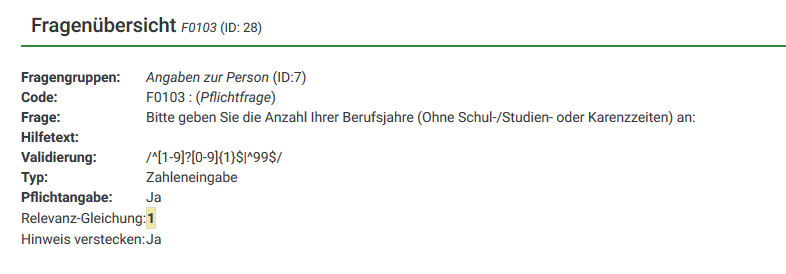 Fragenübersicht F0103 (ID: 28)
Fragengruppen: Angaben zur Person (ID:7)
Code: F0103 : (Pflichtfrage)
Frage: Bitte geben Sie die Anzahl Ihrer Berufsjahre (Ohne Schul-/Studien- oder Karenzzeiten) an:
Hilfetext:
Validierung: /^[1-9]?[0-9]{1}$|^99$/
Typ: Zahleneingabe
Pflichtangabe: Ja
Relevanz-Gleichung: 1
Hinweis verstecken: Ja